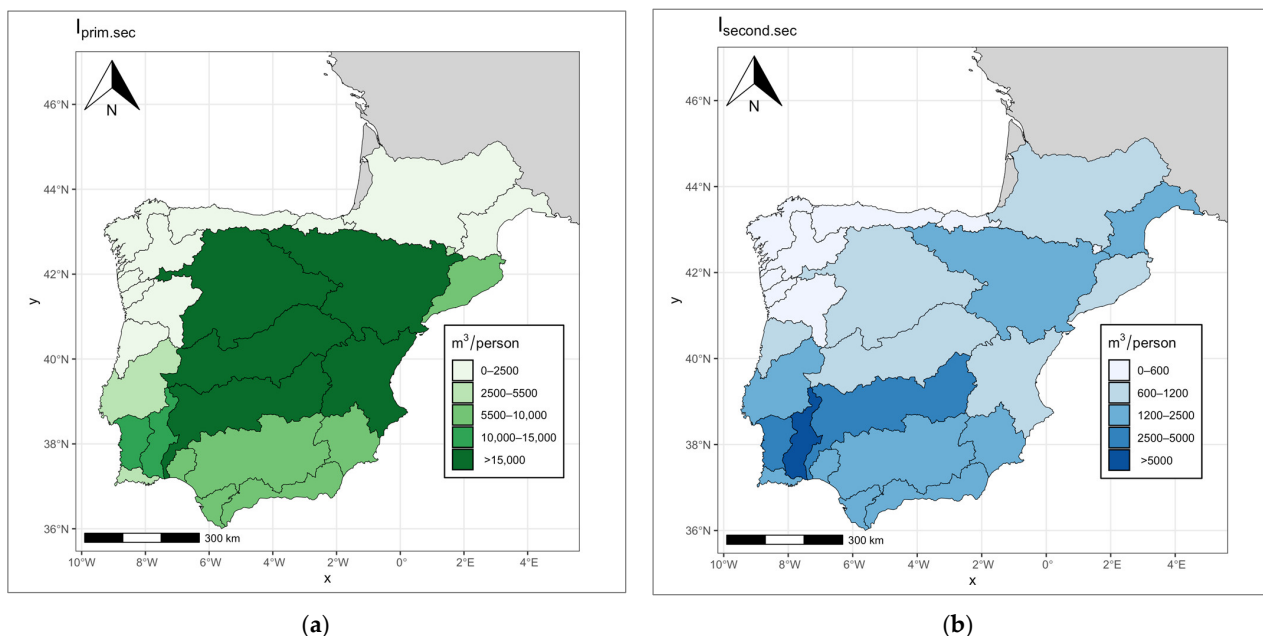 I prim.sec
N
46°N
44°N
42°N
40°N
38°N
36°N
y
m³/person
0–2500
2500–5500
5500–10,000
10,000–15,000
>15,000
300 km
10°W 8°W 6°W 4°W 2°W 0° 2°E 4°E
x
(a)
I second.sec
N
46°N
44°N
42°N
40°N
38°N
36°N
y
m³/person
0–600
600–1200
1200–2500
2500–5000
>5000
300 km
10°W 8°W 6°W 4°W 2°W 0° 2°E 4°E
x
(b)